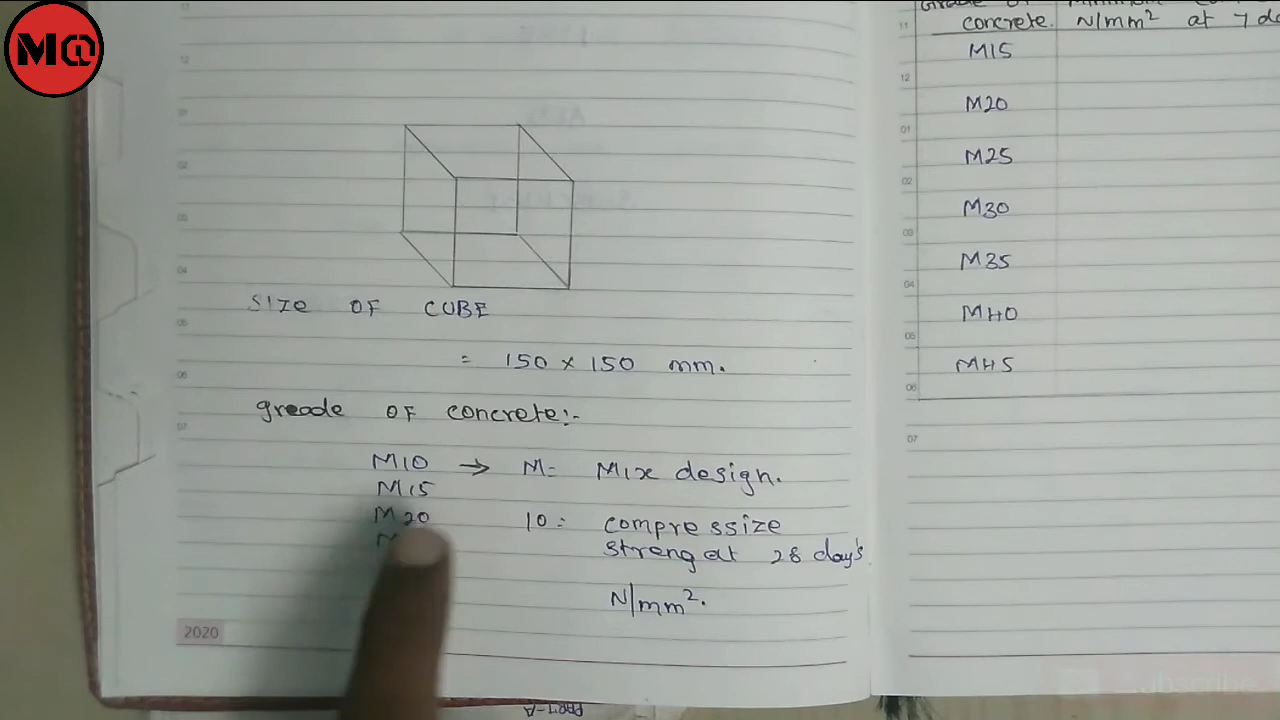 M@
SIZe OF CUBE
= 150 x 150 mm.
greade OF concrete:-
M10 → M= Mix design.
M15
M20 10= compressize
strengat 28 day's
N/mm².
2020
concrete. N/mm² at 7
M15
M20
M25
M30
M35
M40
M45
PART-A